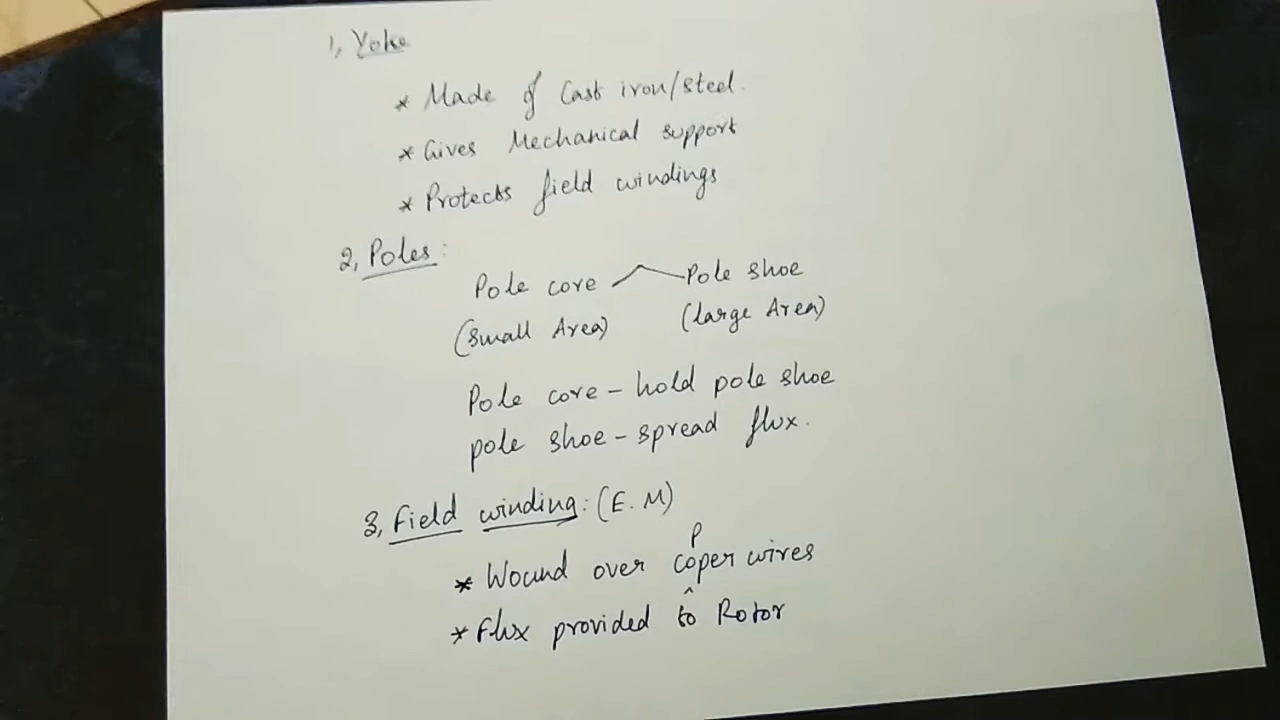 1, Yoke
* Made of Cast iron/steel.
* Gives Mechanical support
* Protects field windings
2, Poles:
Pole core Pole shoe
(small Area) (large Area)
Pole core - hold pole shoe
pole shoe - spread flux.
3, Field winding: (E.M)
* Wound over copper wires
* Flux provided to Rotor